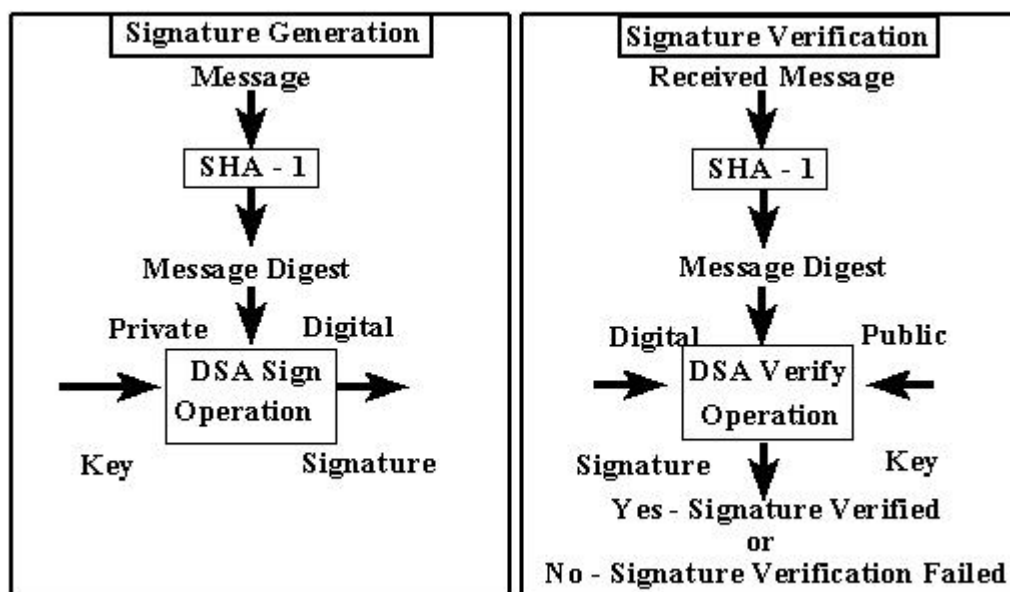 Signature Generation
Message
SHA - 1
Message Digest
Private
Digital
DSA Sign
Operation
Key
Signature
Signature Verification
Received Message
SHA - 1
Message Digest
Digital
Public
DSA Verify
Operation
Signature
Key
Yes - Signature Verified
or
No - Signature Verification Failed